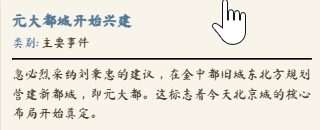 元大都城开始兴建
类别:主要事件
忽必烈采纳刘秉忠的建议，在金中都旧城东北方规划
营建新都城，即元大都。这标志着今天北京城的核心
布局开始奠定。